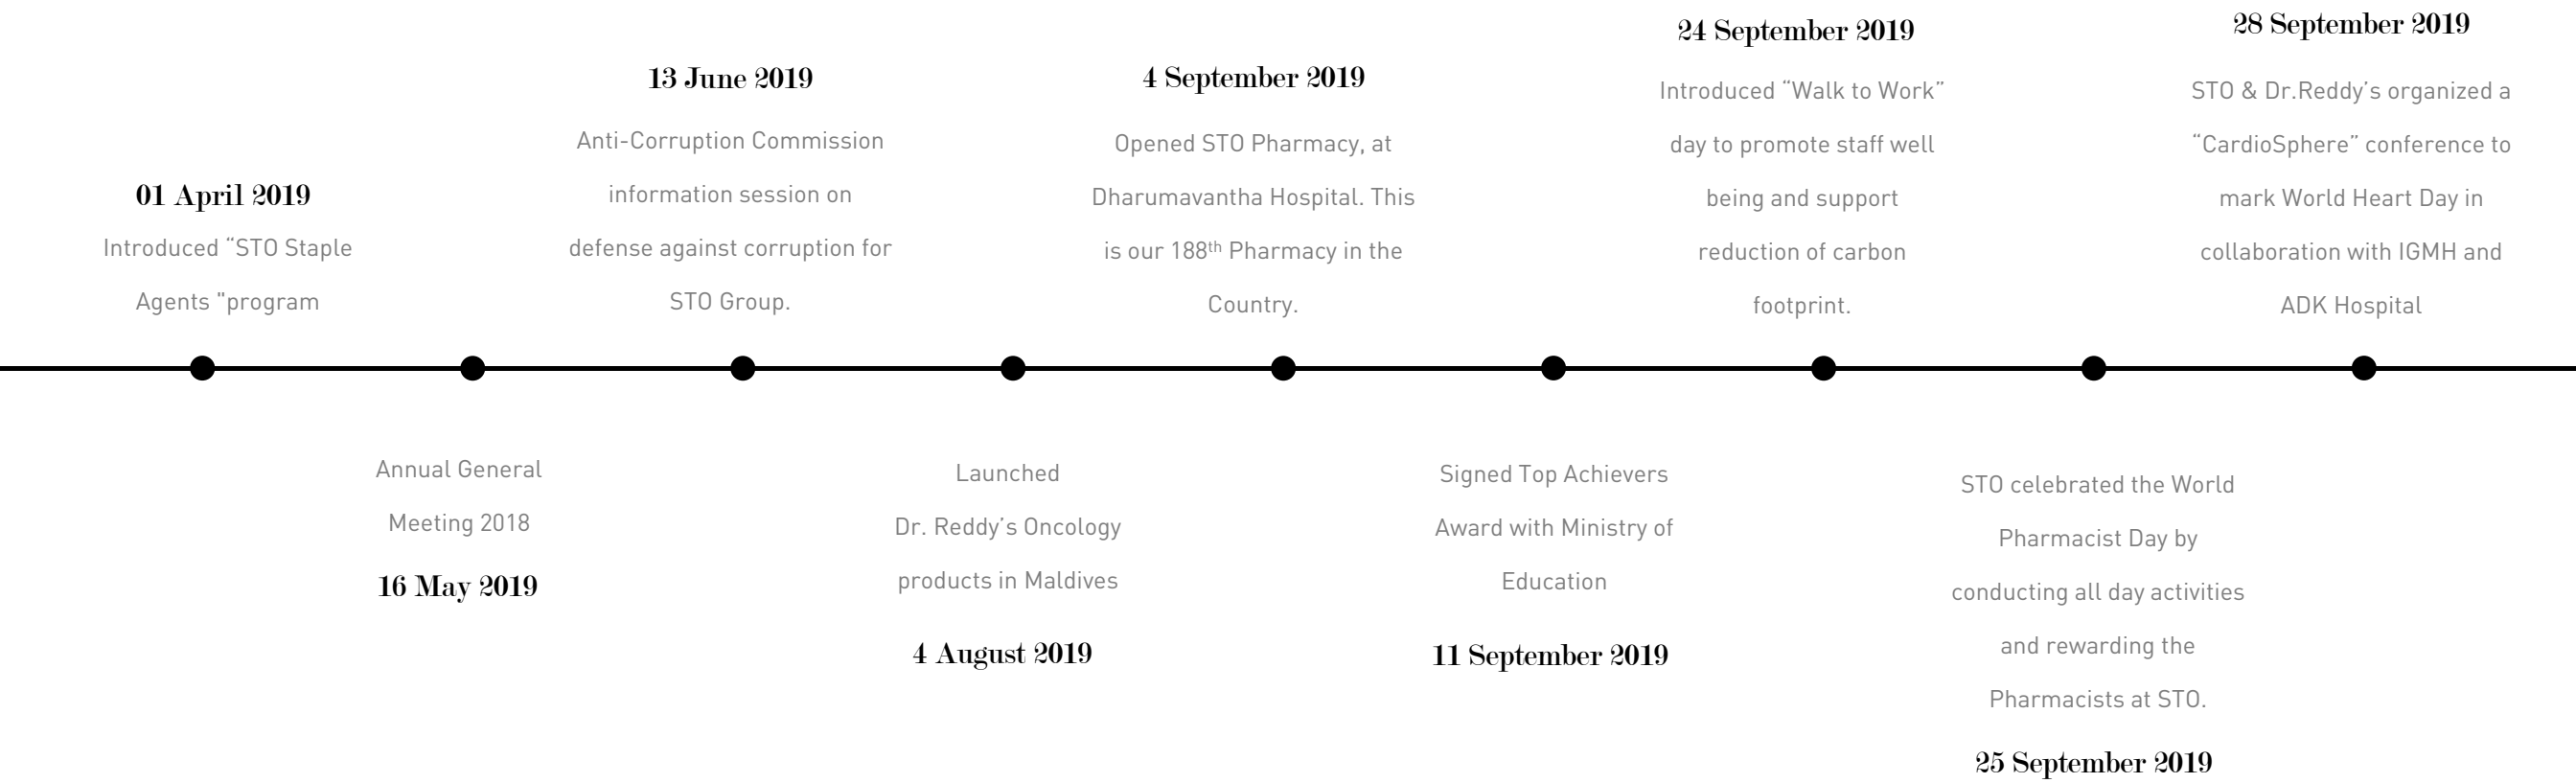 01 April 2019
Introduced “STO Staple
Agents "program
Annual General
Meeting 2018
16 May 2019
13 June 2019
Anti-Corruption Commission
information session on
defense against corruption for
STO Group.
Launched
Dr. Reddy’s Oncology
products in Maldives
4 August 2019
4 September 2019
Opened STO Pharmacy, at
Dharumavantha Hospital. This
is our 188th Pharmacy in the
Country.
Signed Top Achievers
Award with Ministry of
Education
11 September 2019
24 September 2019
Introduced “Walk to Work”
day to promote staff well
being and support
reduction of carbon
footprint.
STO celebrated the World
Pharmacist Day by
conducting all day activities
and rewarding the
Pharmacists at STO.
25 September 2019
28 September 2019
STO & Dr.Reddy’s organized a
“CardioSphere” conference to
mark World Heart Day in
collaboration with IGMH and
ADK Hospital